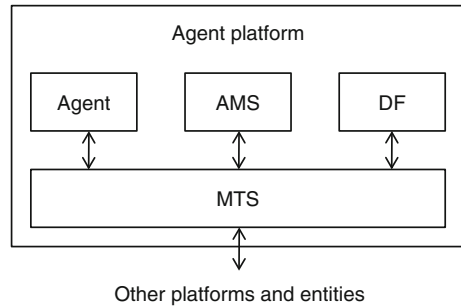 Agent platform
Agent
AMS
DF
MTS
Other platforms and entities